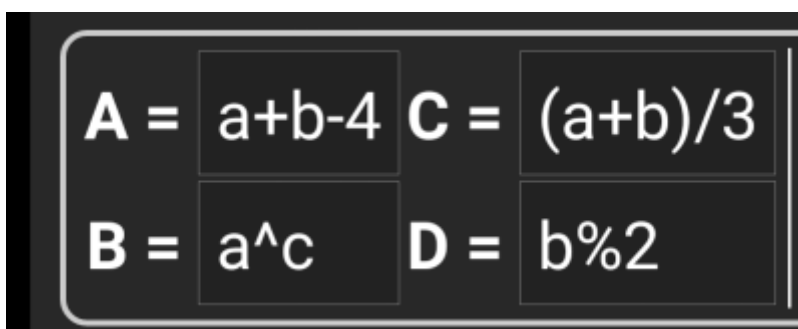 A = a+b-4 C = (a+b)/3
B = a^c D = b%2